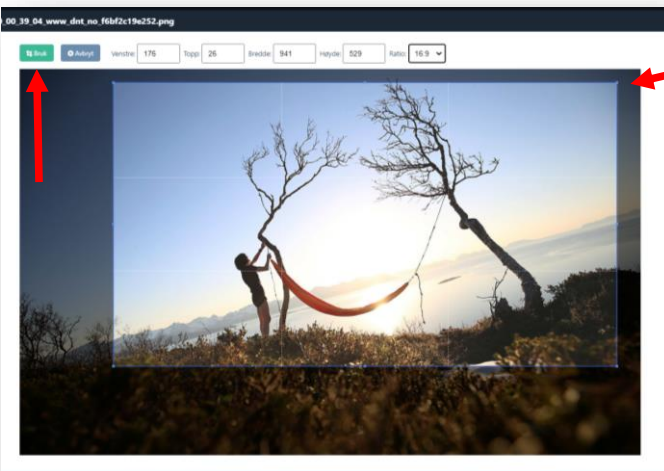 _00_39_04_www_dnt_no_f6bf2c19e252.png
Bruk Avbryt Venstre: 176 Topp: 26 Bredde: 941 Høyde: 529 Ratio: 16:9